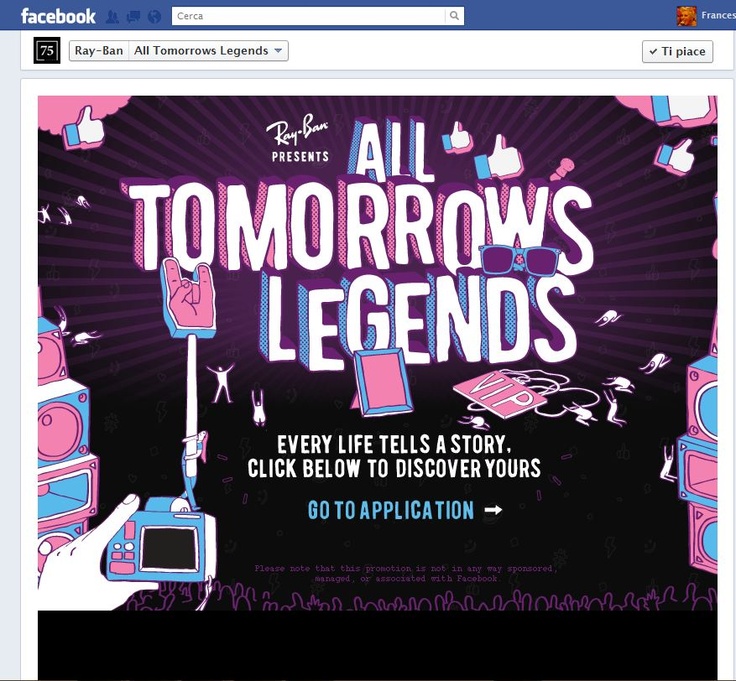 facebook Cerca Frances
75 Ray-Ban All Tomorrows Legends Ti piace
Ray-Ban
PRESENTS
ALL
TOMORROWS
LEGENDS
VIP
EVERY LIFE TELLS A STORY,
CLICK BELOW TO DISCOVER YOURS
GO TO APPLICATION
Please note that this promotion is not in any way sponsored,
managed, or associated with Facebook.